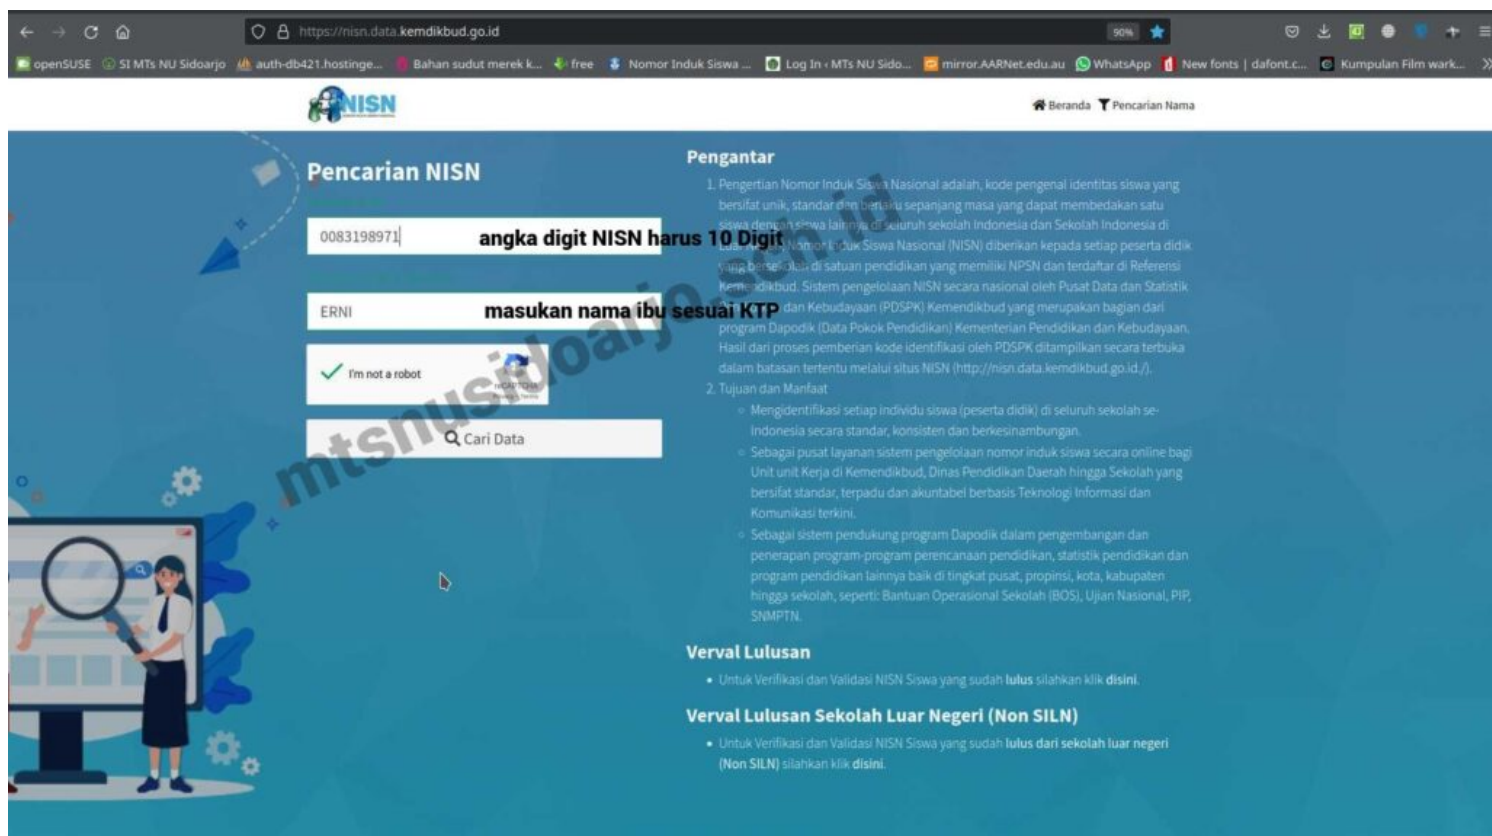 https://nisn.data.kemdikbud.go.id
90%
openSUSE SI MTs NU Sidoarjo auth-db421.hostinge... Bahan sudut merek k... free Nomor Induk Siswa ... Log In ‹ MTs NU Sido... mirror.AARNet.edu.au WhatsApp New fonts | dafont.c... Kumpulan Film wark...
NISN
Beranda Pencarian Nama
Pencarian NISN
0083198971
angka digit NISN harus 10 Digit
ERNI
masukan nama ibu sesuai KTP
I'm not a robot
reCAPTCHA
Privacy - Terms
Cari Data
mtsnusidoarjo.sch.id
Pengantar
1. Pengertian Nomor Induk Siswa Nasional adalah, kode pengenal identitas siswa yang
bersifat unik, standar dan berlaku sepanjang masa yang dapat membedakan satu
siswa dengan siswa lainnya di seluruh sekolah Indonesia dan Sekolah Indonesia di
Luar Nomor Induk Siswa Nasional (NISN) diberikan kepada setiap peserta didik
yang bersekolah di satuan pendidikan yang memiliki NPSN dan terdaftar di Referensi
Kemendikbud. Sistem pengelolaan NISN secara nasional oleh Pusat Data dan Statistik
dan Kebudayaan (PDSPK) Kemendikbud yang merupakan bagian dari
program Dapodik (Data Pokok Pendidikan) Kementerian Pendidikan dan Kebudayaan.
Hasil dari proses pemberian kode identifikasi oleh PDSPK ditampilkan secara terbuka
dalam batasan tertentu melalui situs NISN (http://nisn.data.kemdikbud.go.id./).
2. Tujuan dan Manfaat
Mengidentifikasi setiap individu siswa (peserta didik) di seluruh sekolah se-
Indonesia secara standar, konsisten dan berkesinambungan.
Sebagai pusat layanan sistem pengelolaan nomor induk siswa secara online bagi
Unit unit Kerja di Kemendikbud, Dinas Pendidikan Daerah hingga Sekolah yang
bersifat standar, terpadu dan akuntabel berbasis Teknologi Informasi dan
Komunikasi terkini.
Sebagai sistem pendukung program Dapodik dalam pengembangan dan
penerapan program-program perencanaan pendidikan, statistik pendidikan dan
program pendidikan lainnya baik di tingkat pusat, propinsi, kota, kabupaten
hingga sekolah, seperti: Bantuan Operasional Sekolah (BOS), Ujian Nasional, PIP,
SNMPTN.
Verval Lulusan
Untuk Verifikasi dan Validasi NISN Siswa yang sudah lulus silahkan klik disini.
Verval Lulusan Sekolah Luar Negeri (Non SILN)
Untuk Verifikasi dan Validasi NISN Siswa yang sudah lulus dari sekolah luar negeri
(Non SILN) silahkan klik disini.